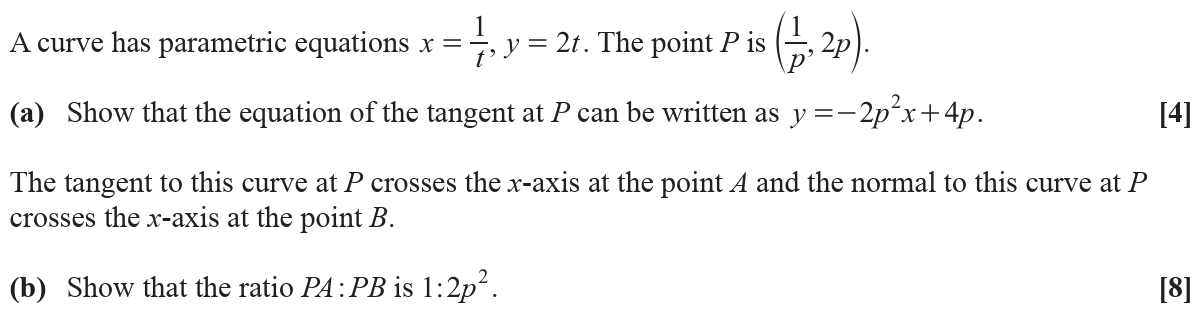 A curve has parametric equations x = 1/t, y = 2t. The point P is (1/p, 2p).
(a) Show that the equation of the tangent at P can be written as y = −2p²x + 4p. [4]
The tangent to this curve at P crosses the x-axis at the point A and the normal to this curve at P
crosses the x-axis at the point B.
(b) Show that the ratio PA : PB is 1 : 2p². [8]